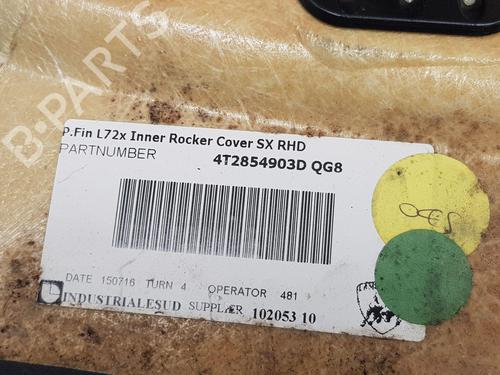 B-PARTS
P.Fin L72x Inner Rocker Cover SX RHD
PARTNUMBER 4T2854903D QG8
DATE 150716 TURN 4 OPERATOR 481
INDUSTRIALESUD SUPPLIER 102053 10